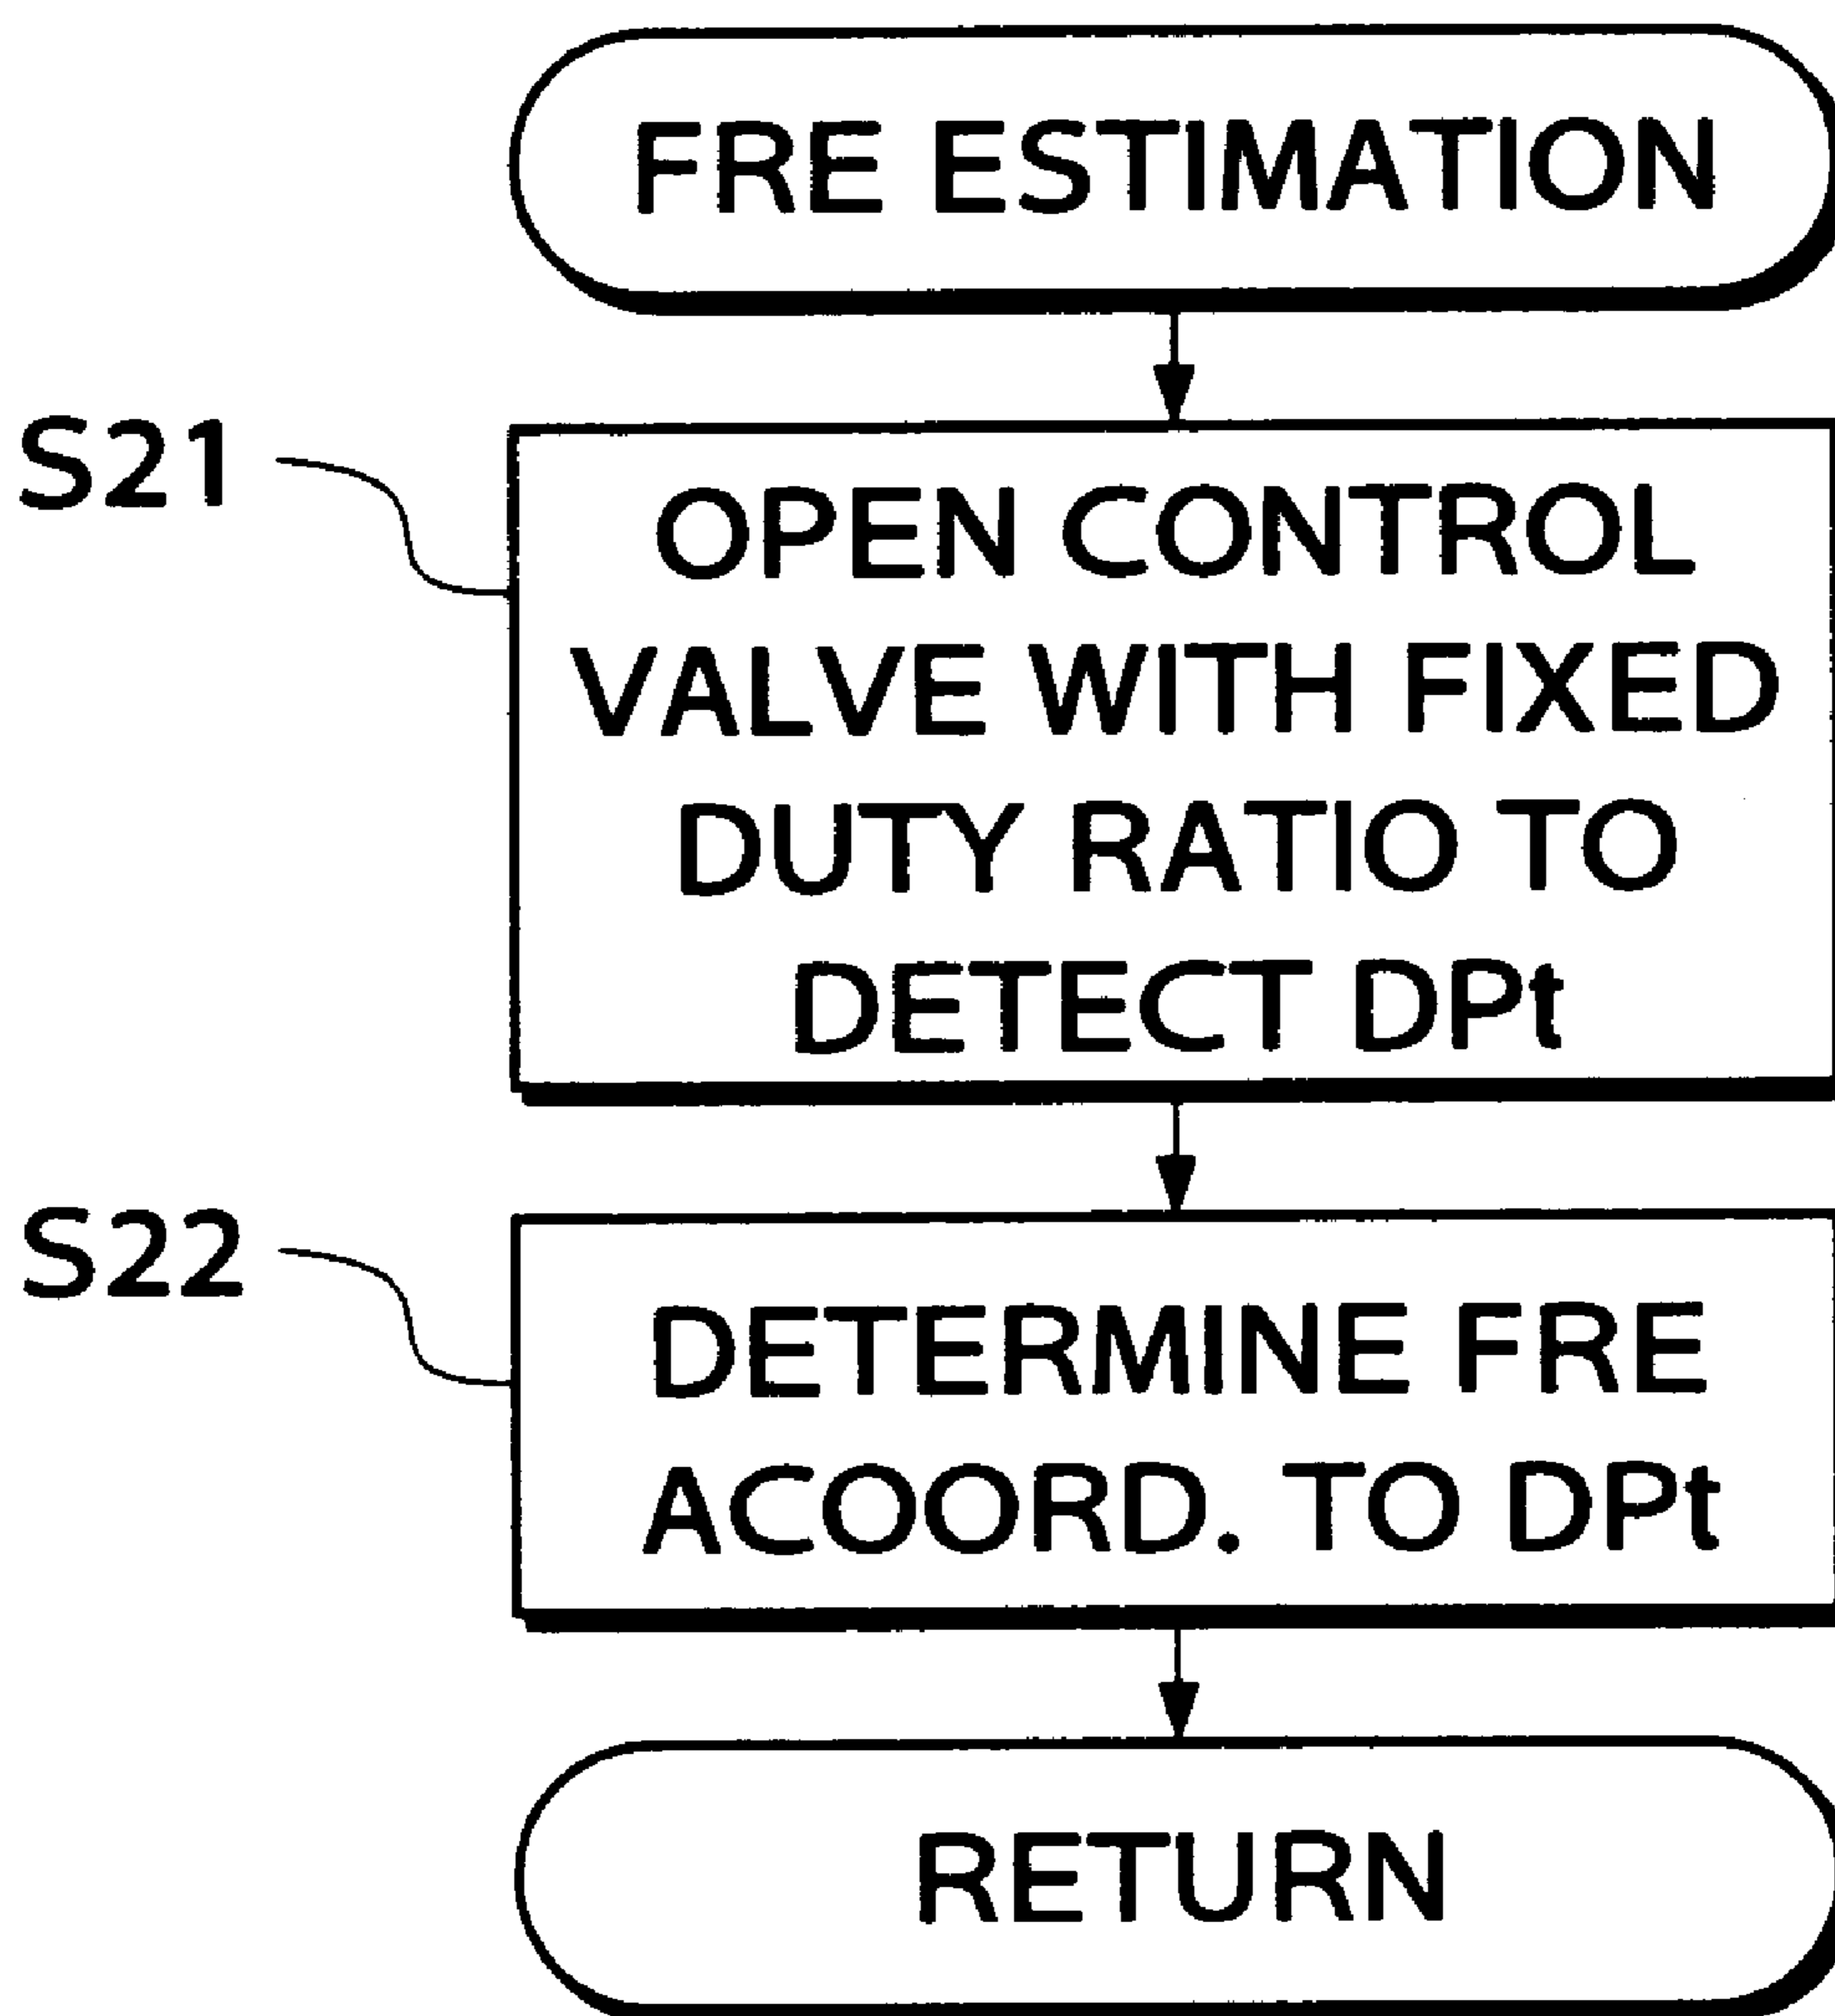 FRE ESTIMATION
S21
OPEN CONTROL
VALVE WITH FIXED
DUTY RATIO TO
DETECT DPt
S22
DETERMINE FRE
ACOORD. TO DPt
RETURN